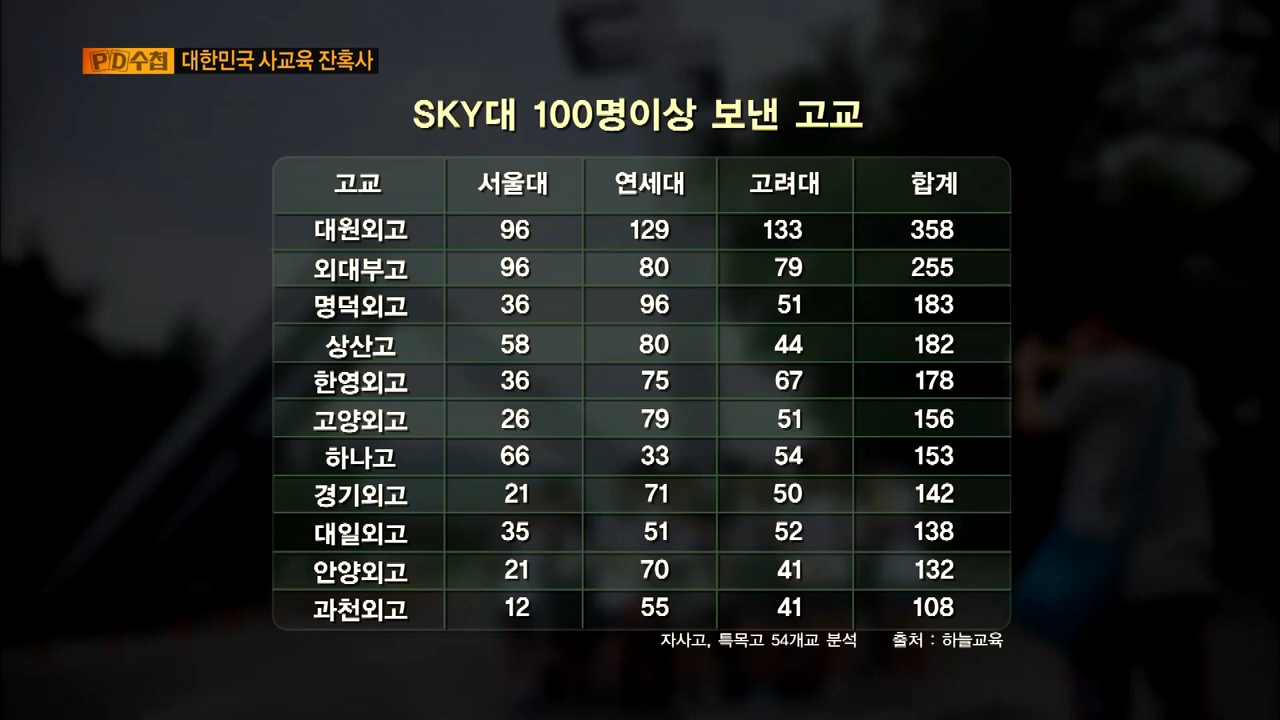 PD수첩 대한민국 사교육 잔혹사
SKY대 100명이상 보낸 고교
고교 서울대 연세대 고려대 합계
대원외고 96 129 133 358
외대부고 96 80 79 255
명덕외고 36 96 51 183
상산고 58 80 44 182
한영외고 36 75 67 178
고양외고 26 79 51 156
하나고 66 33 54 153
경기외고 21 71 50 142
대일외고 35 51 52 138
안양외고 21 70 41 132
과천외고 12 55 41 108
자사고, 특목고 54개교 분석 출처 : 하늘교육